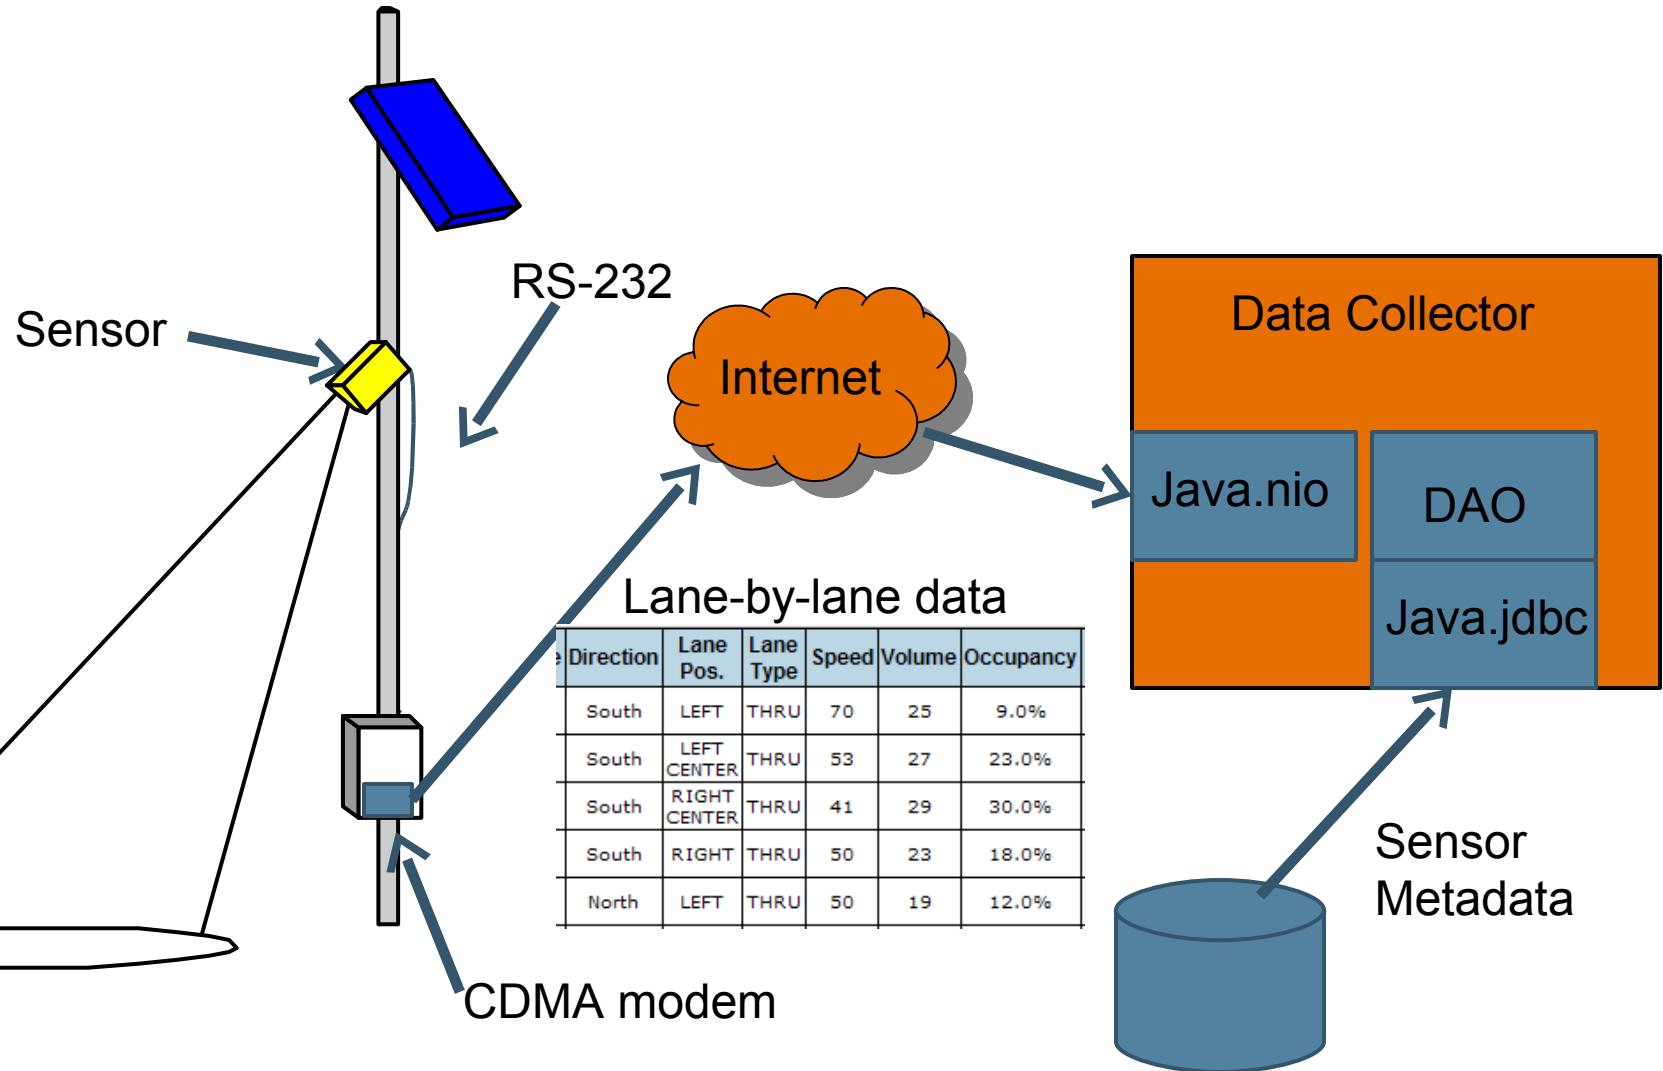 RS-232
Sensor
Internet
Data Collector
Java.nio
DAO
Java.jdbc
Lane-by-lane data
e Direction Lane Pos. Lane Type Speed Volume Occupancy
South LEFT THRU 70 25 9.0%
South LEFT CENTER THRU 53 27 23.0%
South RIGHT CENTER THRU 41 29 30.0%
South RIGHT THRU 50 23 18.0%
North LEFT THRU 50 19 12.0%
Sensor
Metadata
CDMA modem